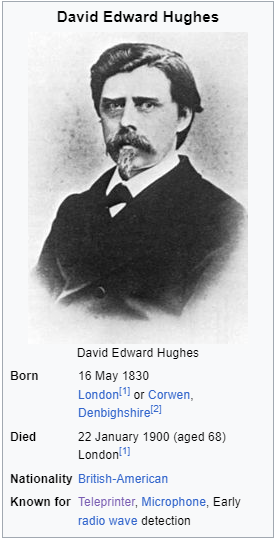 David Edward Hughes
David Edward Hughes
Born 16 May 1830
London[1] or Corwen,
Denbighshire[2]
Died 22 January 1900 (aged 68)
London[1]
Nationality British-American
Known for Teleprinter, Microphone, Early
radio wave detection